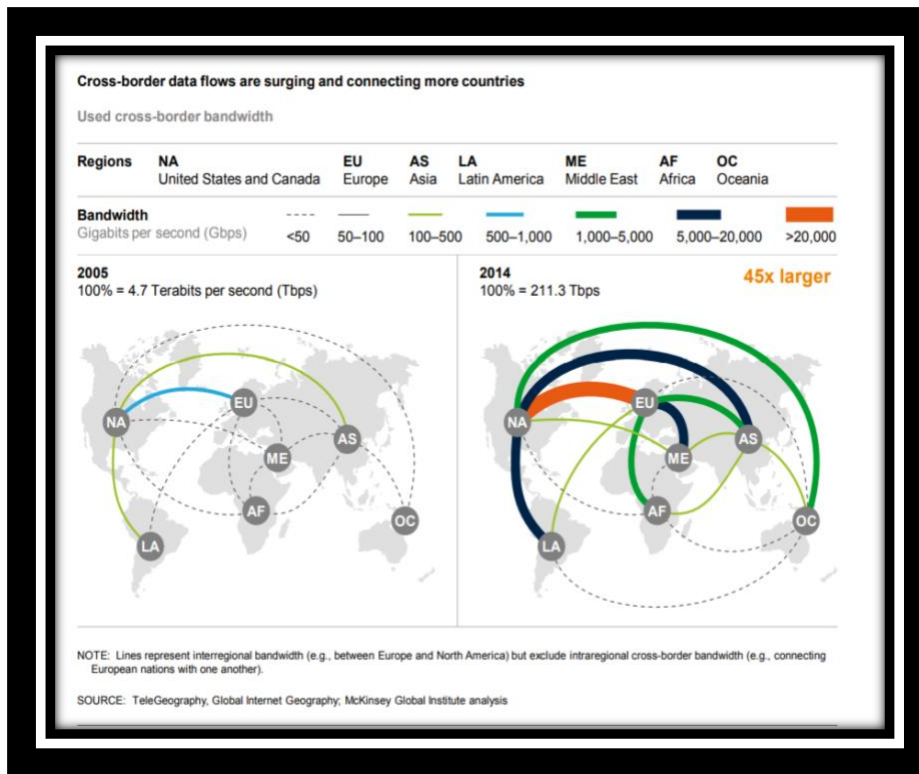 Cross-border data flows are surging and connecting more countries
Used cross-border bandwidth
Regions NA EU AS LA ME AF OC
United States and Canada Europe Asia Latin America Middle East Africa Oceania
Bandwidth
Gigabits per second (Gbps) <50 50–100 100–500 500–1,000 1,000–5,000 5,000–20,000 >20,000
2005
100% = 4.7 Terabits per second (Tbps)
NA
EU
AS
ME
AF
OC
LA
2014
100% = 211.3 Tbps
45x larger
NA
EU
AS
ME
AF
OC
LA
NOTE: Lines represent interregional bandwidth (e.g., between Europe and North America) but exclude intraregional cross-border bandwidth (e.g., connecting
European nations with one another).
SOURCE: TeleGeography, Global Internet Geography; McKinsey Global Institute analysis